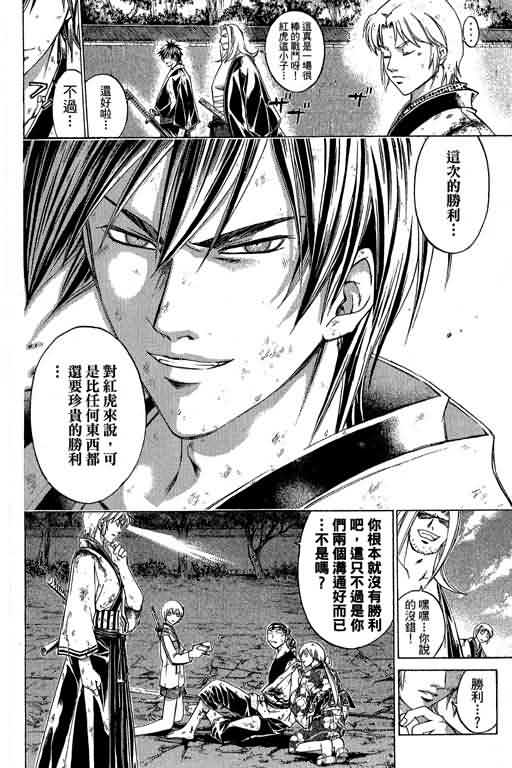 這真是一場很
棒的戰鬥呀！
紅虎這小子…
還好啦…
不過…
這次的勝利…
對紅虎來說，可
是比任何東西都
還要珍貴的勝利
…
嘿嘿…你說
的沒錯！
勝利…？
你根本就沒有勝利
吧，這只不過是你
們兩個溝通好而已
…不是嗎？